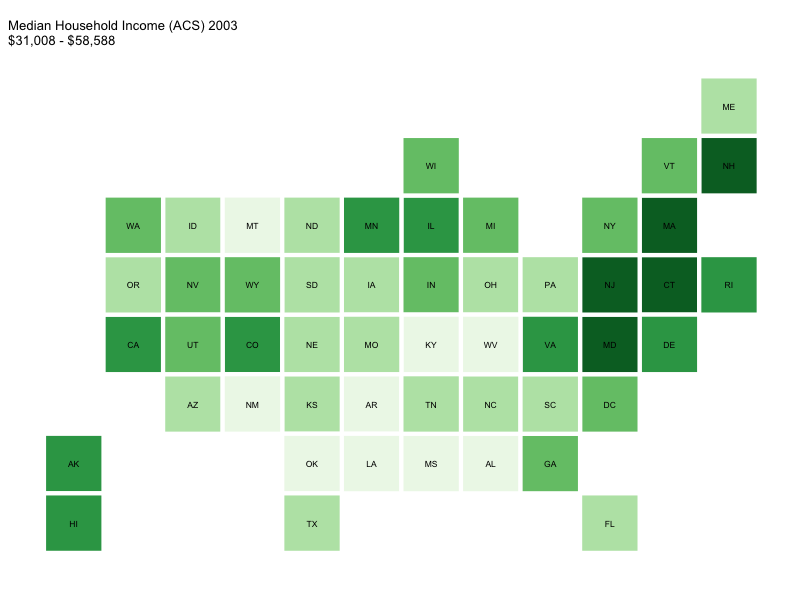 Median Household Income (ACS) 2003
$31,008 - $58,588
ME
WI VT NH
WA ID MT ND MN IL MI NY MA
OR NV WY SD IA IN OH PA NJ CT RI
CA UT CO NE MO KY WV VA MD DE
AZ NM KS AR TN NC SC DC
AK OK LA MS AL GA
HI TX FL